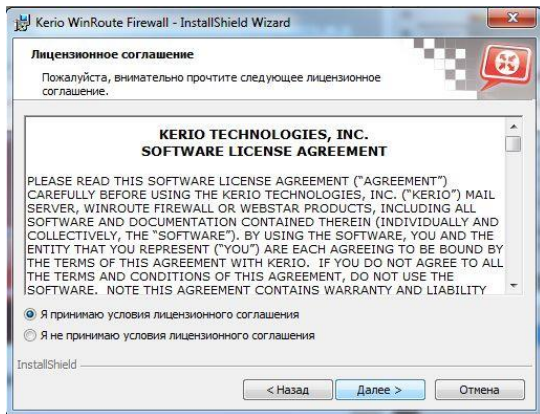 Kerio WinRoute Firewall - InstallShield Wizard
Лицензионное соглашение
Пожалуйста, внимательно прочтите следующее лицензионное
соглашение.
KERIO TECHNOLOGIES, INC.
SOFTWARE LICENSE AGREEMENT
PLEASE READ THIS SOFTWARE LICENSE AGREEMENT ("AGREEMENT")
CAREFULLY BEFORE USING THE KERIO TECHNOLOGIES, INC. ("KERIO") MAIL
SERVER, WINROUTE FIREWALL OR WEBSTAR PRODUCTS, INCLUDING ALL
SOFTWARE AND DOCUMENTATION CONTAINED THEREIN (INDIVIDUALLY AND
COLLECTIVELY, THE "SOFTWARE"). BY USING THE SOFTWARE, YOU AND THE
ENTITY THAT YOU REPRESENT ("YOU") ARE EACH AGREEING TO BE BOUND BY
THE TERMS OF THIS AGREEMENT WITH KERIO. IF YOU DO NOT AGREE TO ALL
THE TERMS AND CONDITIONS OF THIS AGREEMENT, DO NOT USE THE
SOFTWARE. NOTE THIS AGREEMENT CONTAINS WARRANTY AND LIABILITY
Я принимаю условия лицензионного соглашения
Я не принимаю условия лицензионного соглашения
InstallShield
< Назад Далее > Отмена